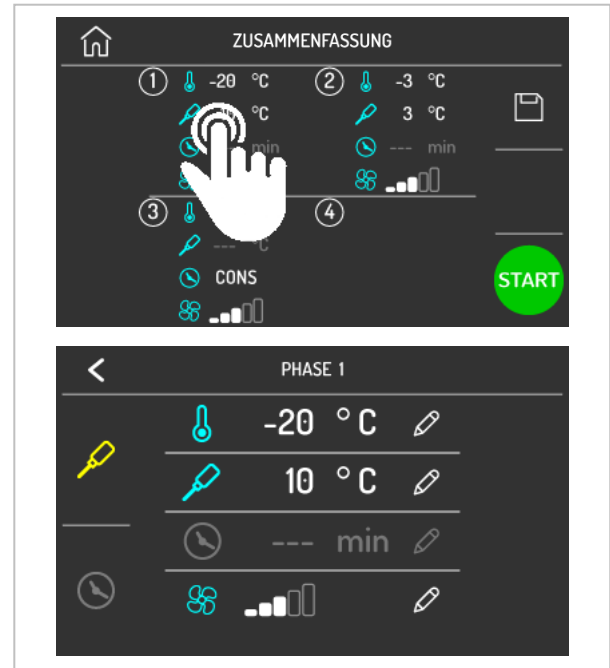 ZUSAMMENFASSUNG
1 -20 °C
°C
min
2 -3 °C
3 °C
--- min
3
--- °C
CONS
4
START
PHASE 1
-20 °C
10 °C
--- min